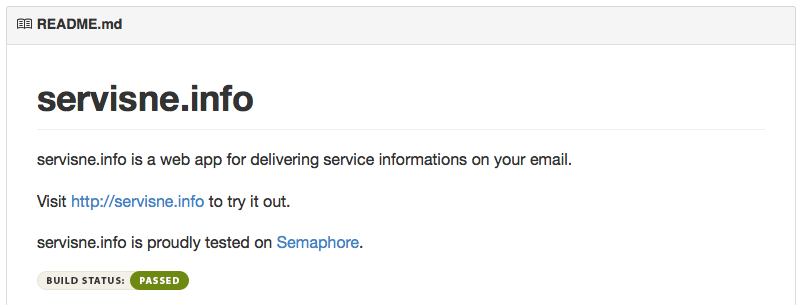 README.md
servisne.info
servisne.info is a web app for delivering service informations on your email.
Visit http://servisne.info to try it out.
servisne.info is proudly tested on Semaphore.
BUILD STATUS: PASSED